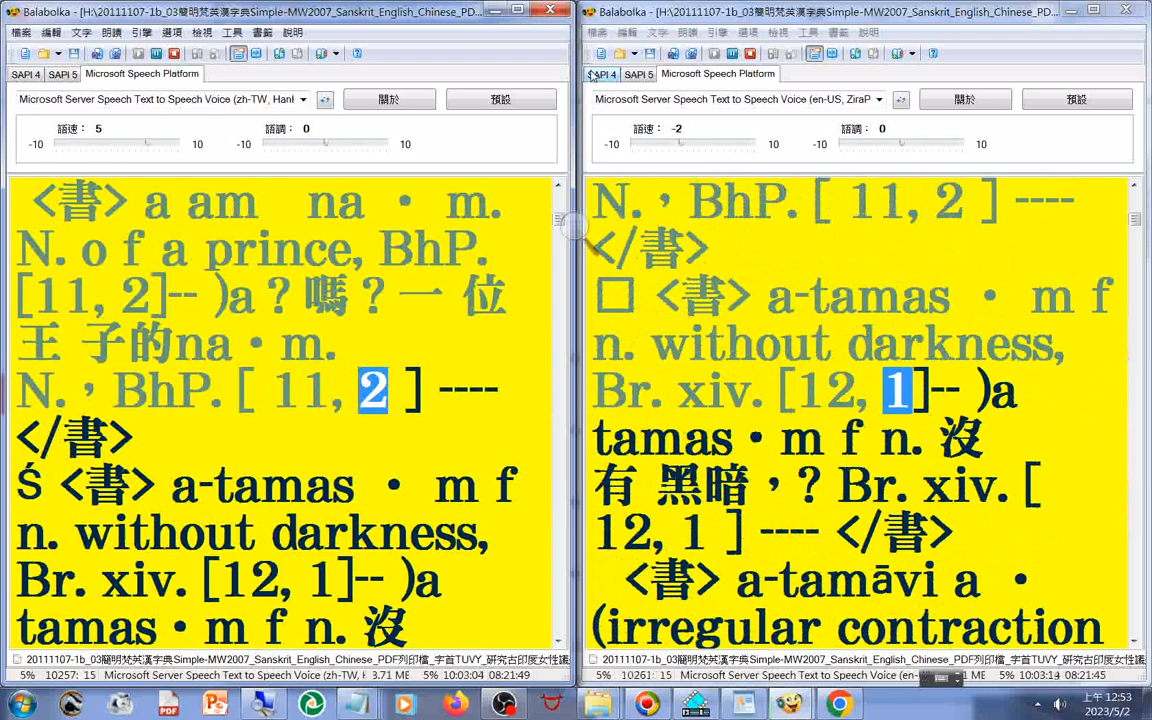 Balabolka - [H:\20111107-1b_03簡明梵英漢字典Simple-MW2007_Sanskrit_English_Chinese_PD...
檔案 編輯 文字 朗讀 引擎 選項 檢視 工具 書籤 說明
SAPI 4 SAPI 5 Microsoft Speech Platform
Microsoft Server Speech Text to Speech Voice (zh-TW, Hanl 關於 預設
語速： 5 語調： 0
-10 10 -10 10
<書> a am na • m.
N. o f a prince, BhP.
[11, 2]-- )a？嗎？一 位
王 子的na•m.
N.，BhP. [ 11, 2 ] ----
</書>
Ś <書> a-tamas • m f
n. without darkness,
Br. xiv. [12, 1]-- )a
tamas•m f n. 沒
20111107-1b_03簡明梵英漢字典Simple-MW2007_Sanskrit_English_Chinese_PDF列印檔_字首TUVY_研究古印度女性議
5% 10257: 15 Microsoft Server Speech Text to Speech Voice (zh-TW, H 3.71 ME 5% 10:03:04 08:21:49
Balabolka - [H:\20111107-1b_03簡明梵英漢字典Simple-MW2007_Sanskrit_English_Chinese_PD...
檔案 編輯 文字 朗讀 引擎 選項 檢視 工具 書籤 說明
SAPI 4 SAPI 5 Microsoft Speech Platform
Microsoft Server Speech Text to Speech Voice (en-US, ZiraP 關於 預設
語速： -2 語調： 0
-10 10 -10 10
N.，BhP. [ 11, 2 ] ----
</書>
□ <書> a-tamas • m f
n. without darkness,
Br. xiv. [12, 1]-- )a
tamas•m f n. 沒
有 黑暗，? Br. xiv. [
12, 1 ] ---- </書>
<書> a-tamāvi a •
(irregular contraction
20111107-1b_03簡明梵英漢字典Simple-MW2007_Sanskrit_English_Chinese_PDF列印檔_字首TUVY_研究古印度女性議
5% 10261: 15 Microsoft Server Speech Text to Speech Voice (en-US, ME 5% 10:03:14 08:21:45
上午 12:53
2023/5/2